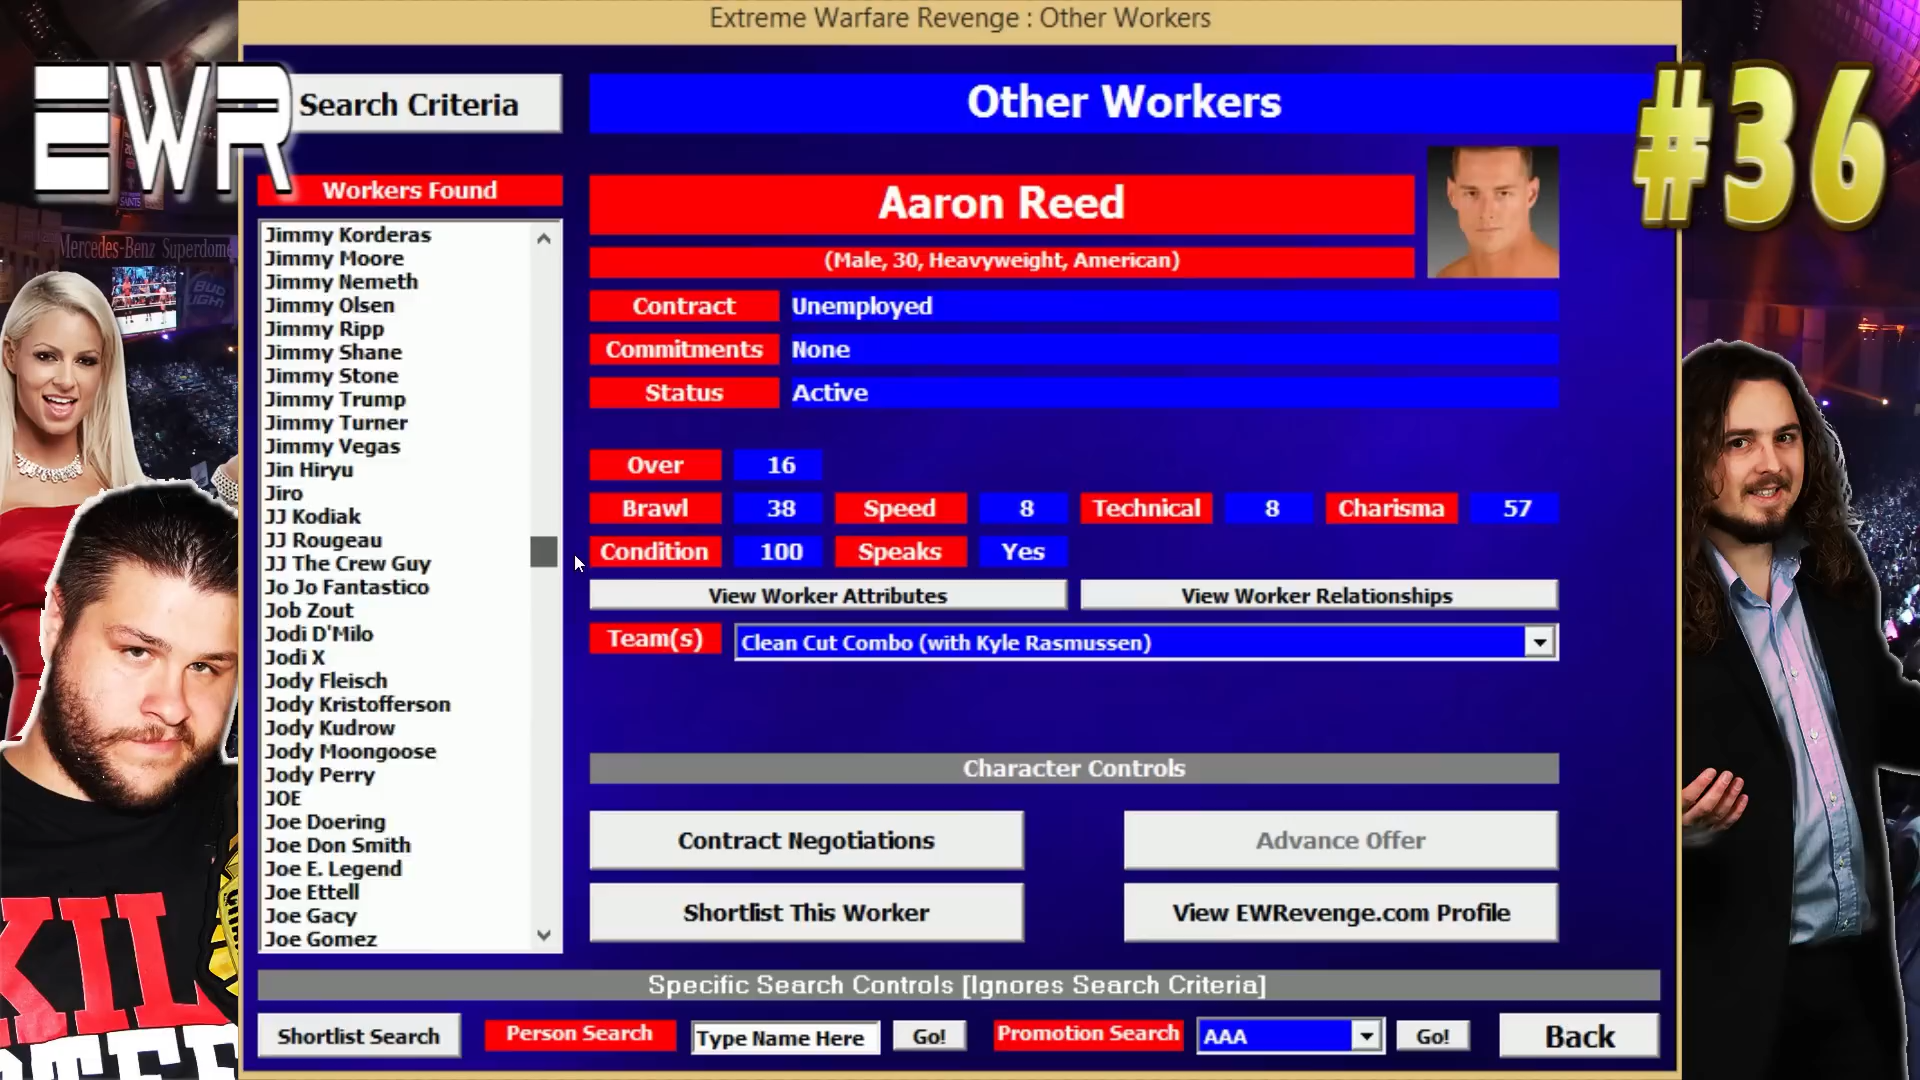 Extreme Warfare Revenge : Other Workers
EWR
#36
Search Criteria
Other Workers
Workers Found
Jimmy Korderas
Jimmy Moore
Jimmy Nemeth
Jimmy Olsen
Jimmy Ripp
Jimmy Shane
Jimmy Stone
Jimmy Trump
Jimmy Turner
Jimmy Vegas
Jin Hiryu
Jiro
JJ Kodiak
JJ Rougeau
JJ The Crew Guy
Jo Jo Fantastico
Job Zout
Jodi D'Milo
Jodi X
Jody Fleisch
Jody Kristofferson
Jody Kudrow
Jody Moongoose
Jody Perry
JOE
Joe Doering
Joe Don Smith
Joe E. Legend
Joe Ettell
Joe Gacy
Joe Gomez
Aaron Reed
(Male, 30, Heavyweight, American)
Contract Unemployed
Commitments None
Status Active
Over 16
Brawl 38 Speed 8 Technical 8 Charisma 57
Condition 100 Speaks Yes
View Worker Attributes View Worker Relationships
Team(s) Clean Cut Combo (with Kyle Rasmussen)
Character Controls
Contract Negotiations Advance Offer
Shortlist This Worker View EWRevenge.com Profile
Specific Search Controls [Ignores Search Criteria]
Shortlist Search Person Search Type Name Here Go! Promotion Search AAA Go! Back
Mercedes-Benz Superdome
BUD
LIGHT
SAINTS
KIL